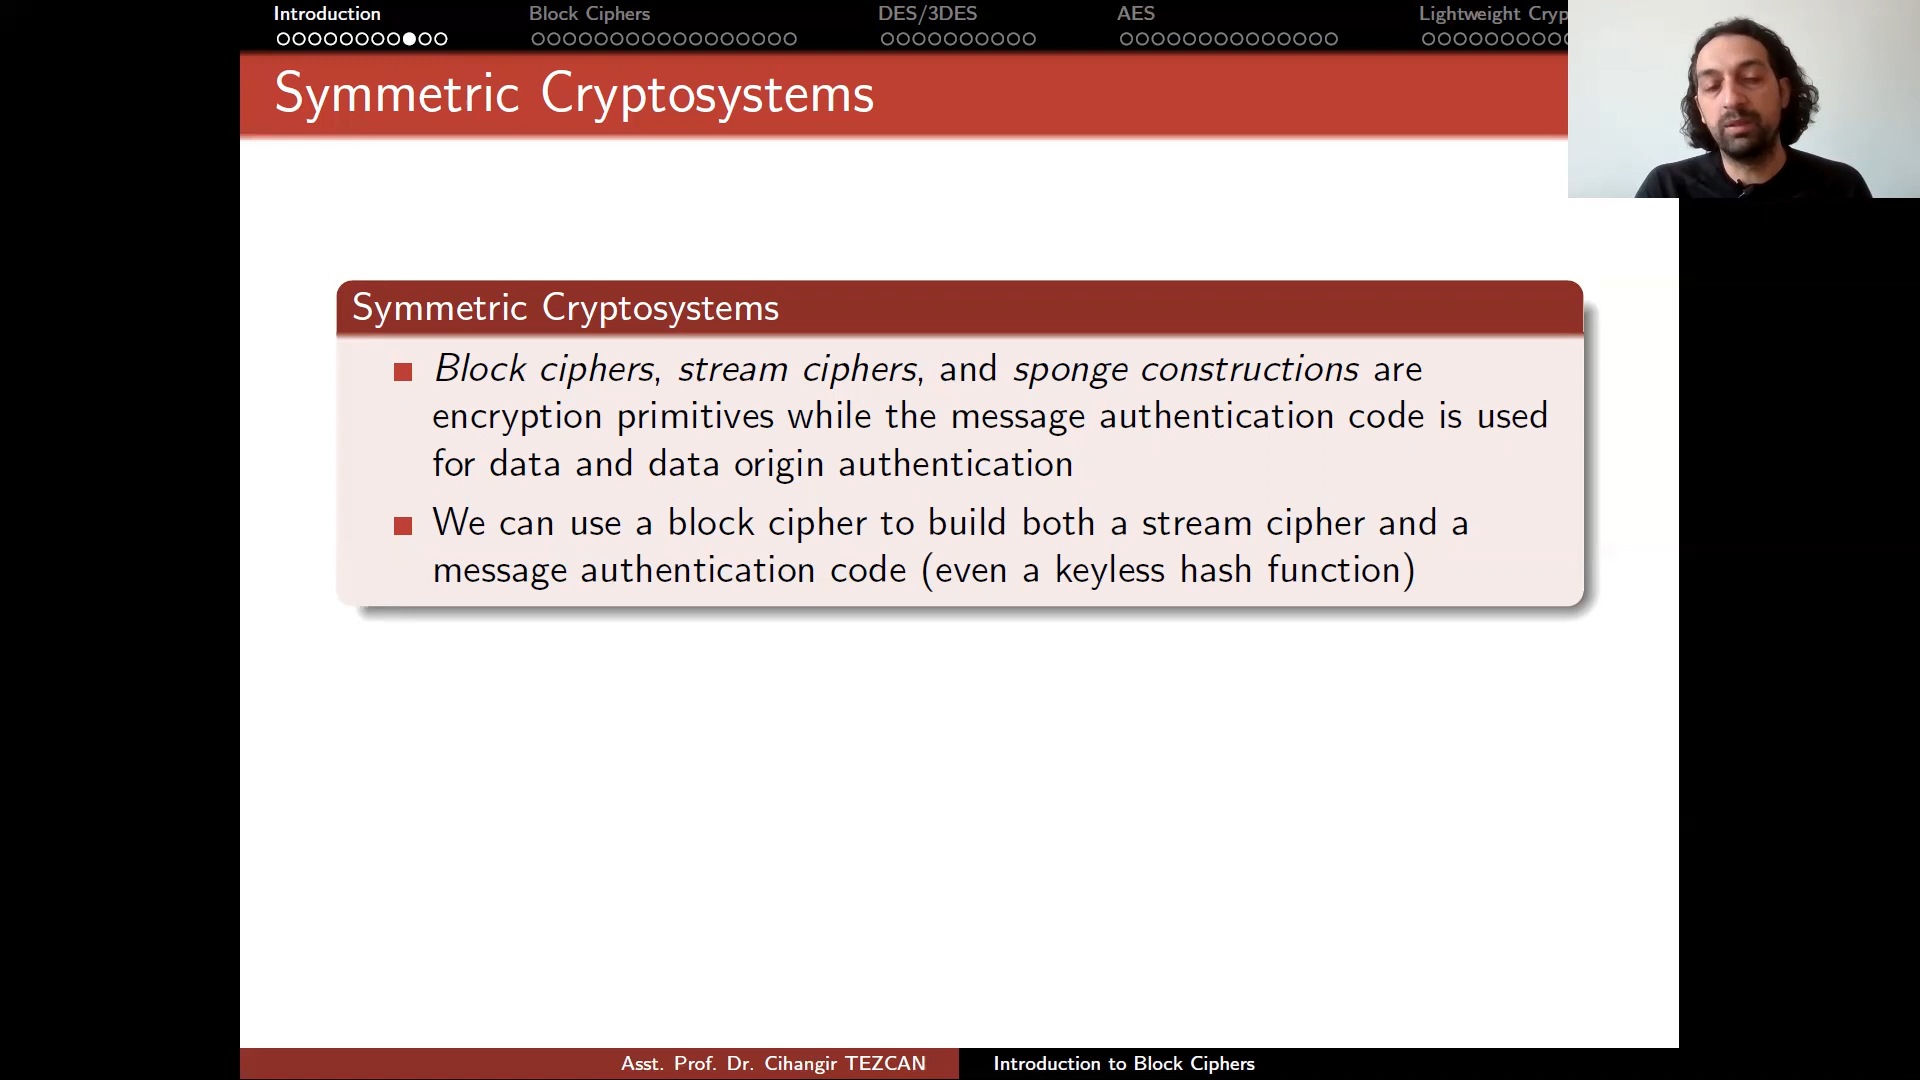 Introduction
Block Ciphers
DES/3DES
AES
Lightweight Cryp
Symmetric Cryptosystems
Symmetric Cryptosystems
Block ciphers, stream ciphers, and sponge constructions are
encryption primitives while the message authentication code is used
for data and data origin authentication
We can use a block cipher to build both a stream cipher and a
message authentication code (even a keyless hash function)
Asst. Prof. Dr. Cihangir TEZCAN
Introduction to Block Ciphers